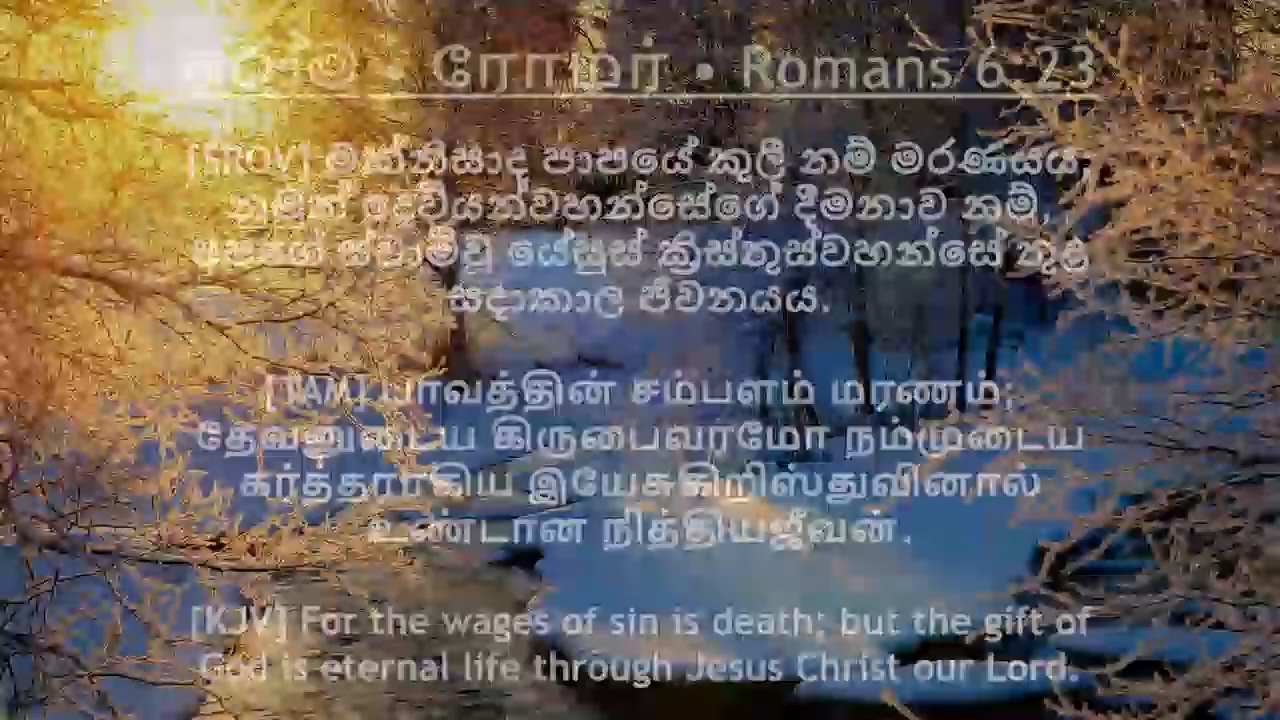 රෝම • ரோமர் • Romans 6:23
[SROV] මක්නිසාද පාපයේ කුලී නම් මරණයය,
නුමුත් දෙවියන්වහන්සේගේ දීමනාව නම්,
අපගේ ස්වාමීවූ යේසුස් ක්‍රිස්තුස්වහන්සේ තුළ
සදාකාල ජීවනයය.
[TAM] பாவத்தின் சம்பளம் மரணம்;
தேவனுடைய கிருபைவரமோ நம்முடைய
கர்த்தராகிய இயேசுகிறிஸ்துவினால்
உண்டான நித்தியஜீவன்.
[KJV] For the wages of sin is death; but the gift of
God is eternal life through Jesus Christ our Lord.